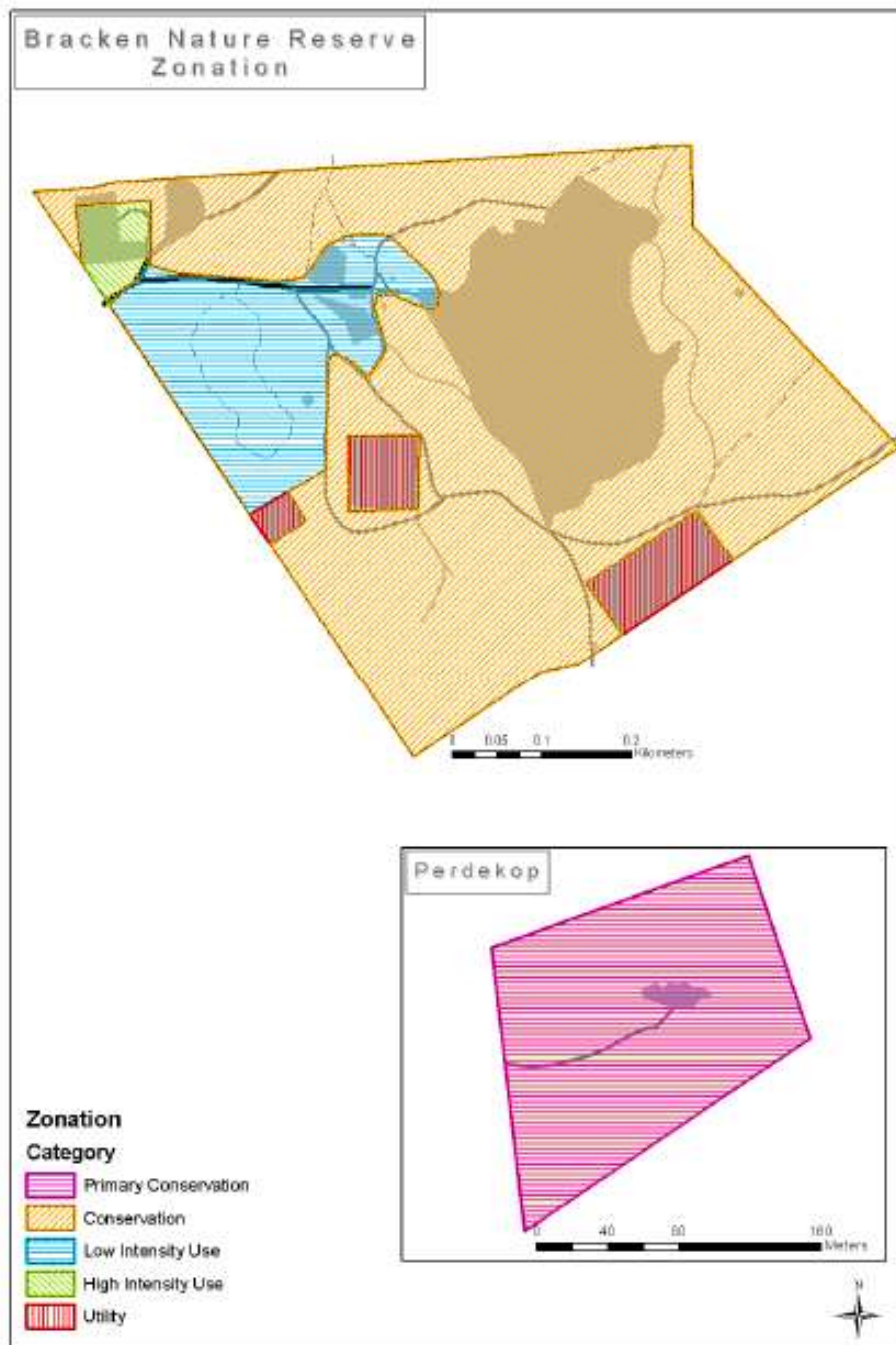 Bracken Nature Reserve
Zonation
0 0.05 0.1 0.2
Kilometers
Perdekop
0 40 80 160
Meters
Zonation
Category
Primary Conservation
Conservation
Low Intensity Use
High Intensity Use
Utility
N